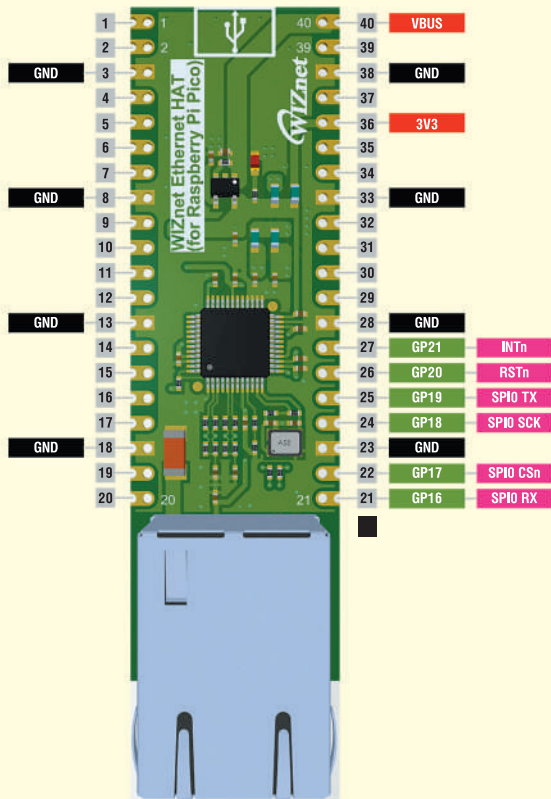 1 1 40 40 VBUS
2 2 39 39
GND 3 38 GND
4 37
5 36 3V3
6 35
7 34
GND 8 33 GND
9 32
10 31
11 30
12 29
GND 13 28 GND
14 27 GP21 INTn
15 26 GP20 RSTn
16 25 GP19 SPI0 TX
17 24 GP18 SPI0 SCK
GND 18 23 GND
19 22 GP17 SPI0 CSn
20 20 21 21 GP16 SPI0 RX
WIZnet Ethernet HAT
(for Raspberry Pi Pico)
WIZnet
ASE